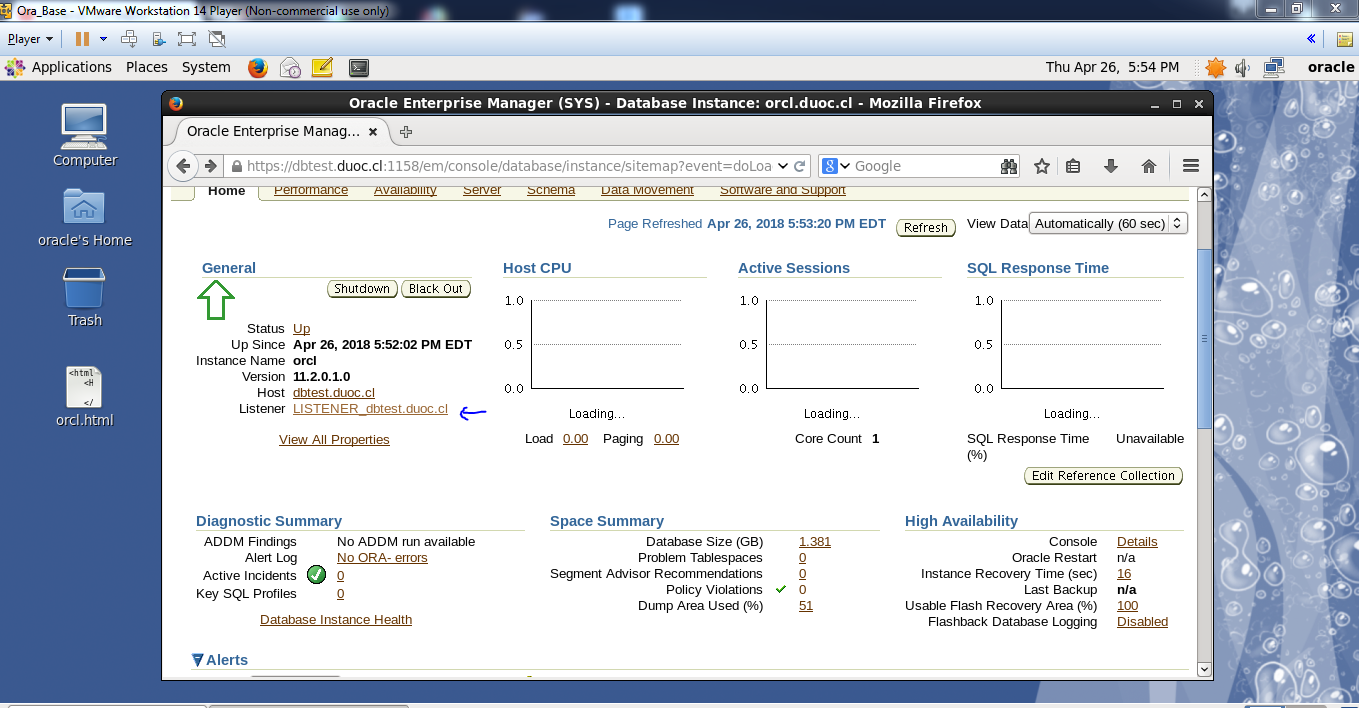 Ora_Base - VMware Workstation 14 Player (Non-commercial use only)
Player
Applications Places System Thu Apr 26, 5:54 PM oracle
Oracle Enterprise Manager (SYS) - Database Instance: orcl.duoc.cl - Mozilla Firefox
Oracle Enterprise Manag...
https://dbtest.duoc.cl:1158/em/console/database/instance/sitemap?event=doLoa Google
Computer
oracle's Home
Trash
<html
<H
</
orcl.html
Home Performance Availability Server Schema Data Movement Software and Support
Page Refreshed Apr 26, 2018 5:53:20 PM EDT Refresh View Data Automatically (60 sec)
General
Shutdown Black Out
Status Up
Up Since Apr 26, 2018 5:52:02 PM EDT
Instance Name orcl
Version 11.2.0.1.0
Host dbtest.duoc.cl
Listener LISTENER_dbtest.duoc.cl
View All Properties
Host CPU
1.0
0.5
0.0
Loading...
Load 0.00 Paging 0.00
Active Sessions
1.0
0.5
0.0
Loading...
Core Count 1
SQL Response Time
1.0
0.5
0.0
Loading...
SQL Response Time Unavailable
(%)
Edit Reference Collection
Diagnostic Summary
ADDM Findings No ADDM run available
Alert Log No ORA- errors
Active Incidents 0
Key SQL Profiles 0
Database Instance Health
Space Summary
Database Size (GB) 1.381
Problem Tablespaces 0
Segment Advisor Recommendations 0
Policy Violations 0
Dump Area Used (%) 51
High Availability
Console Details
Oracle Restart n/a
Instance Recovery Time (sec) 16
Last Backup n/a
Usable Flash Recovery Area (%) 100
Flashback Database Logging Disabled
Alerts